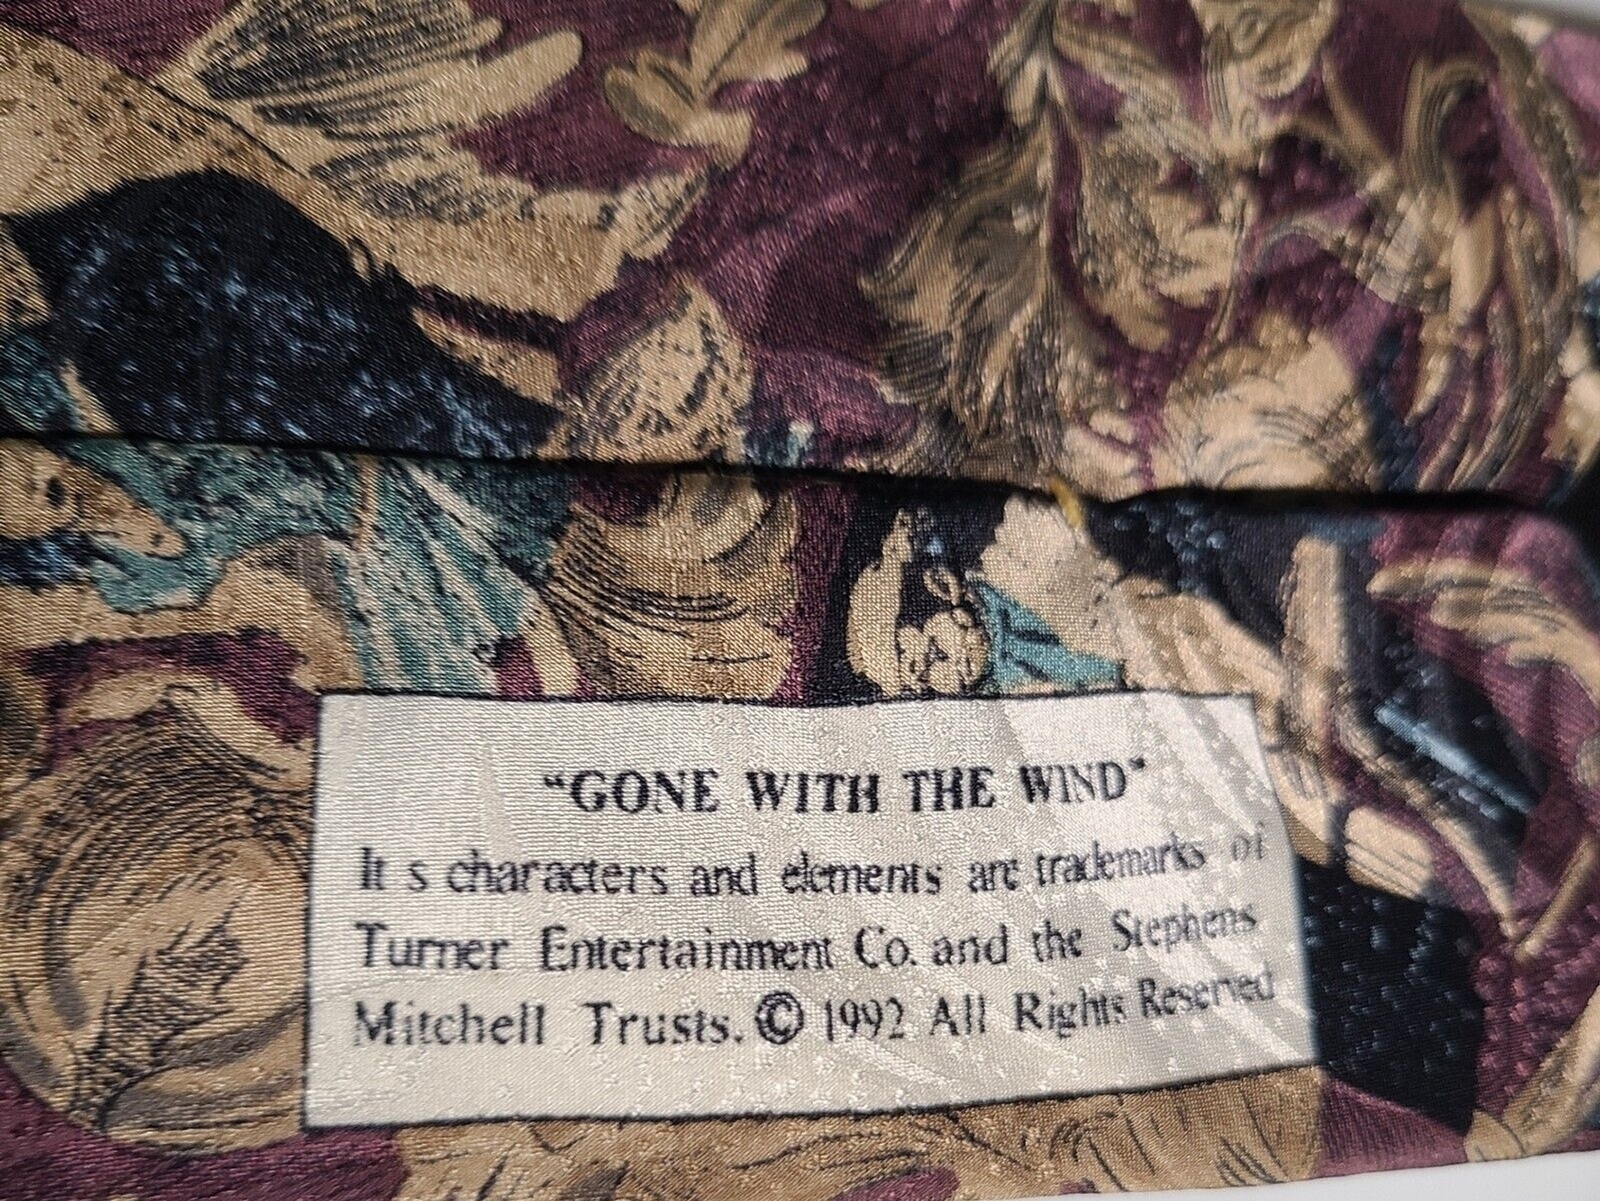 "GONE WITH THE WIND"
It s characters and elements are trademarks of
Turner Entertainment Co. and the Stephens
Mitchell Trusts. © 1992 All Rights Reserved